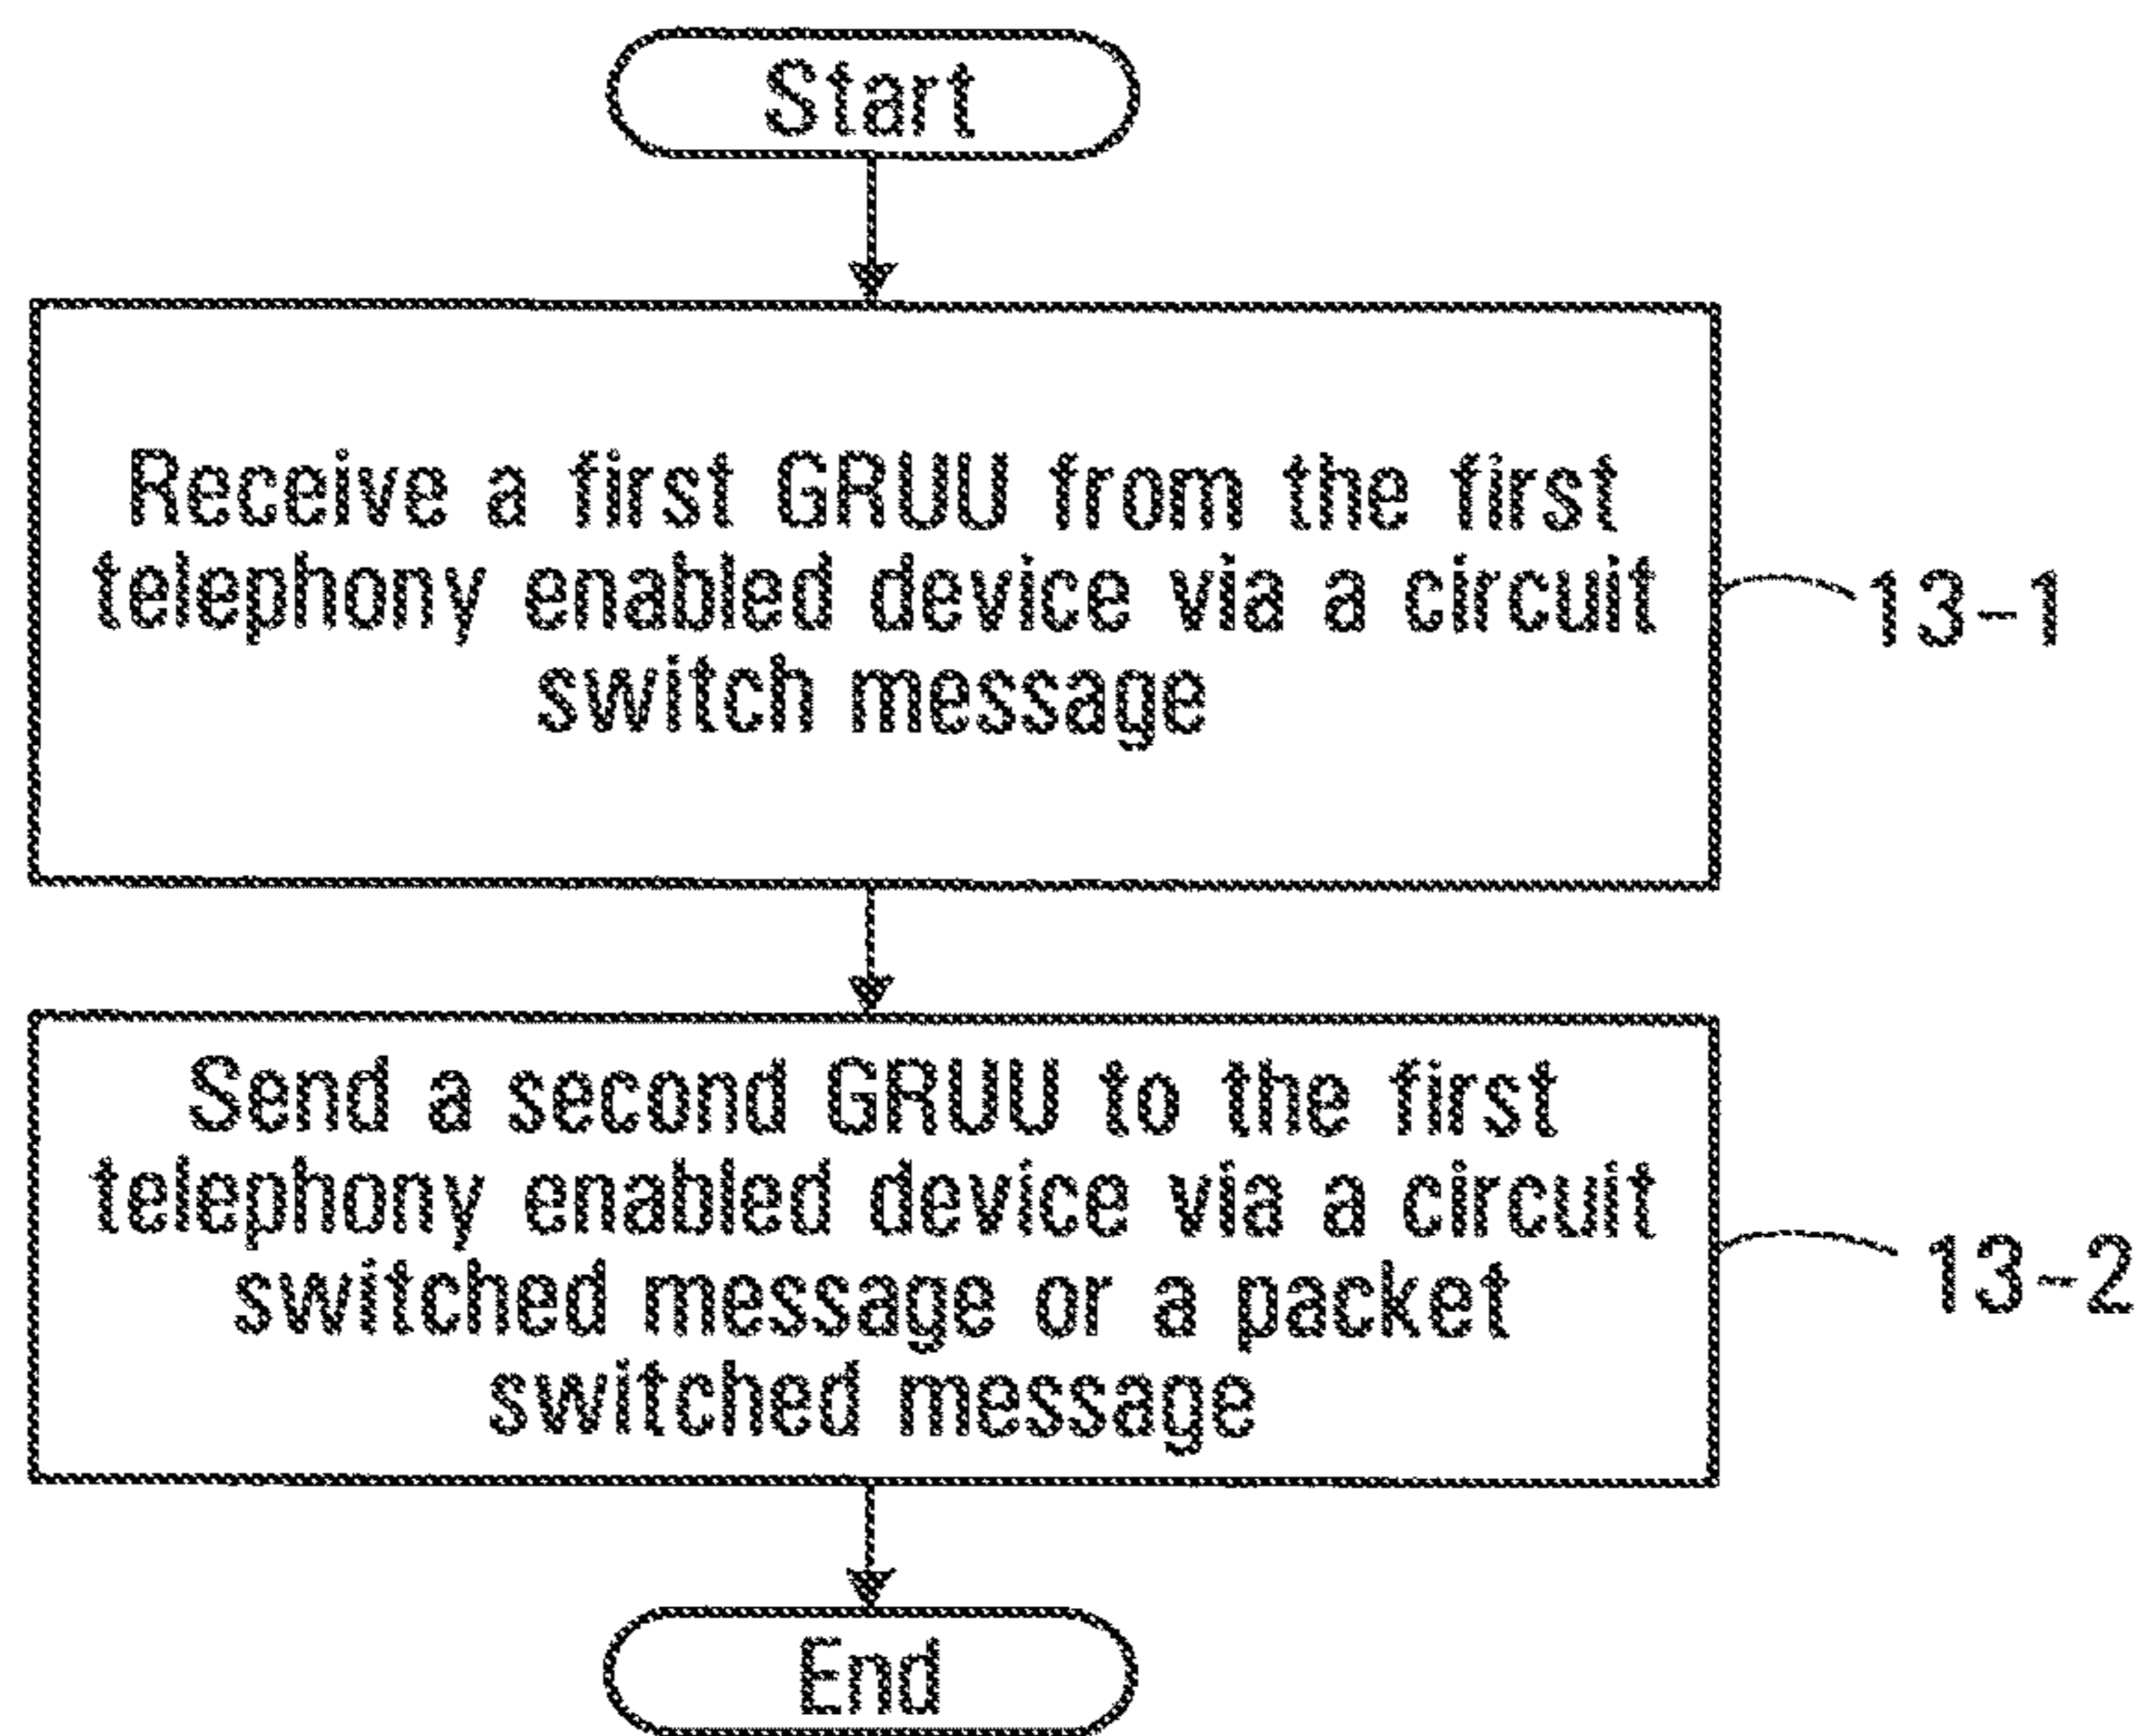 Start
Receive a first GRUU from the first
telephony enabled device via a circuit
switch message
13-1
Send a second GRUU to the first
telephony enabled device via a circuit
switched message or a packet
switched message
13-2
End